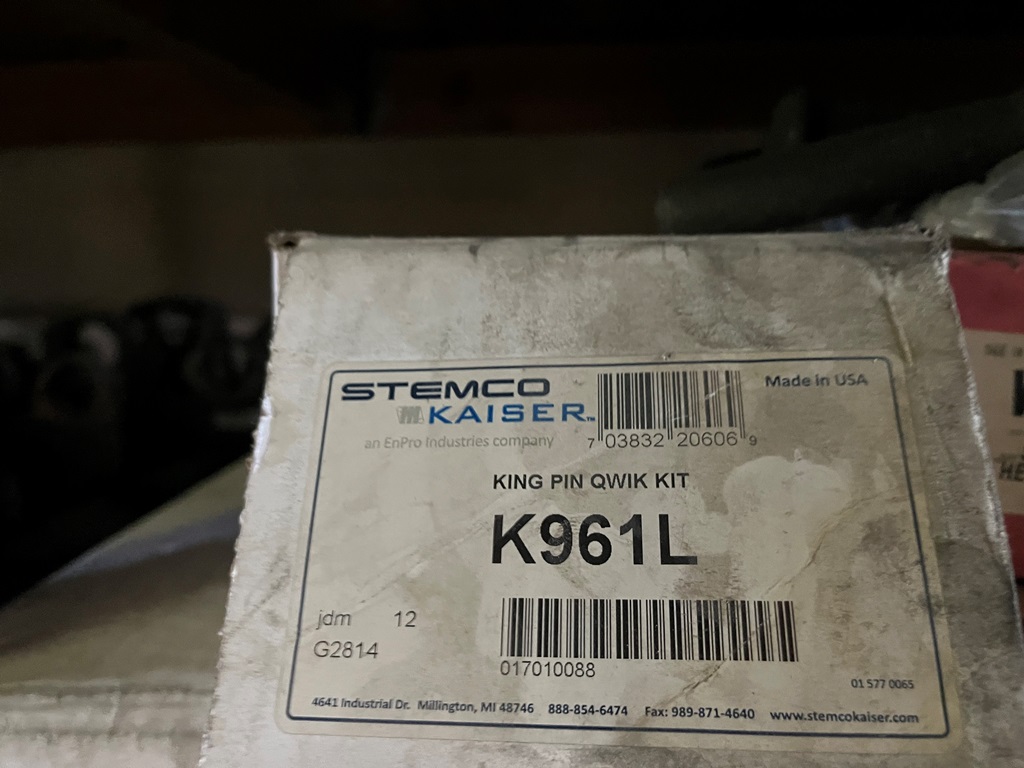 STEMCO
KAISER™
an EnPro Industries company
7 03832 20606 9
Made in USA
KING PIN QWIK KIT
K961L
jdm 12
G2814
017010088
01 577 0065
4641 Industrial Dr. Millington, MI 48746 888-854-6474 Fax: 989-871-4640 www.stemcokaiser.com